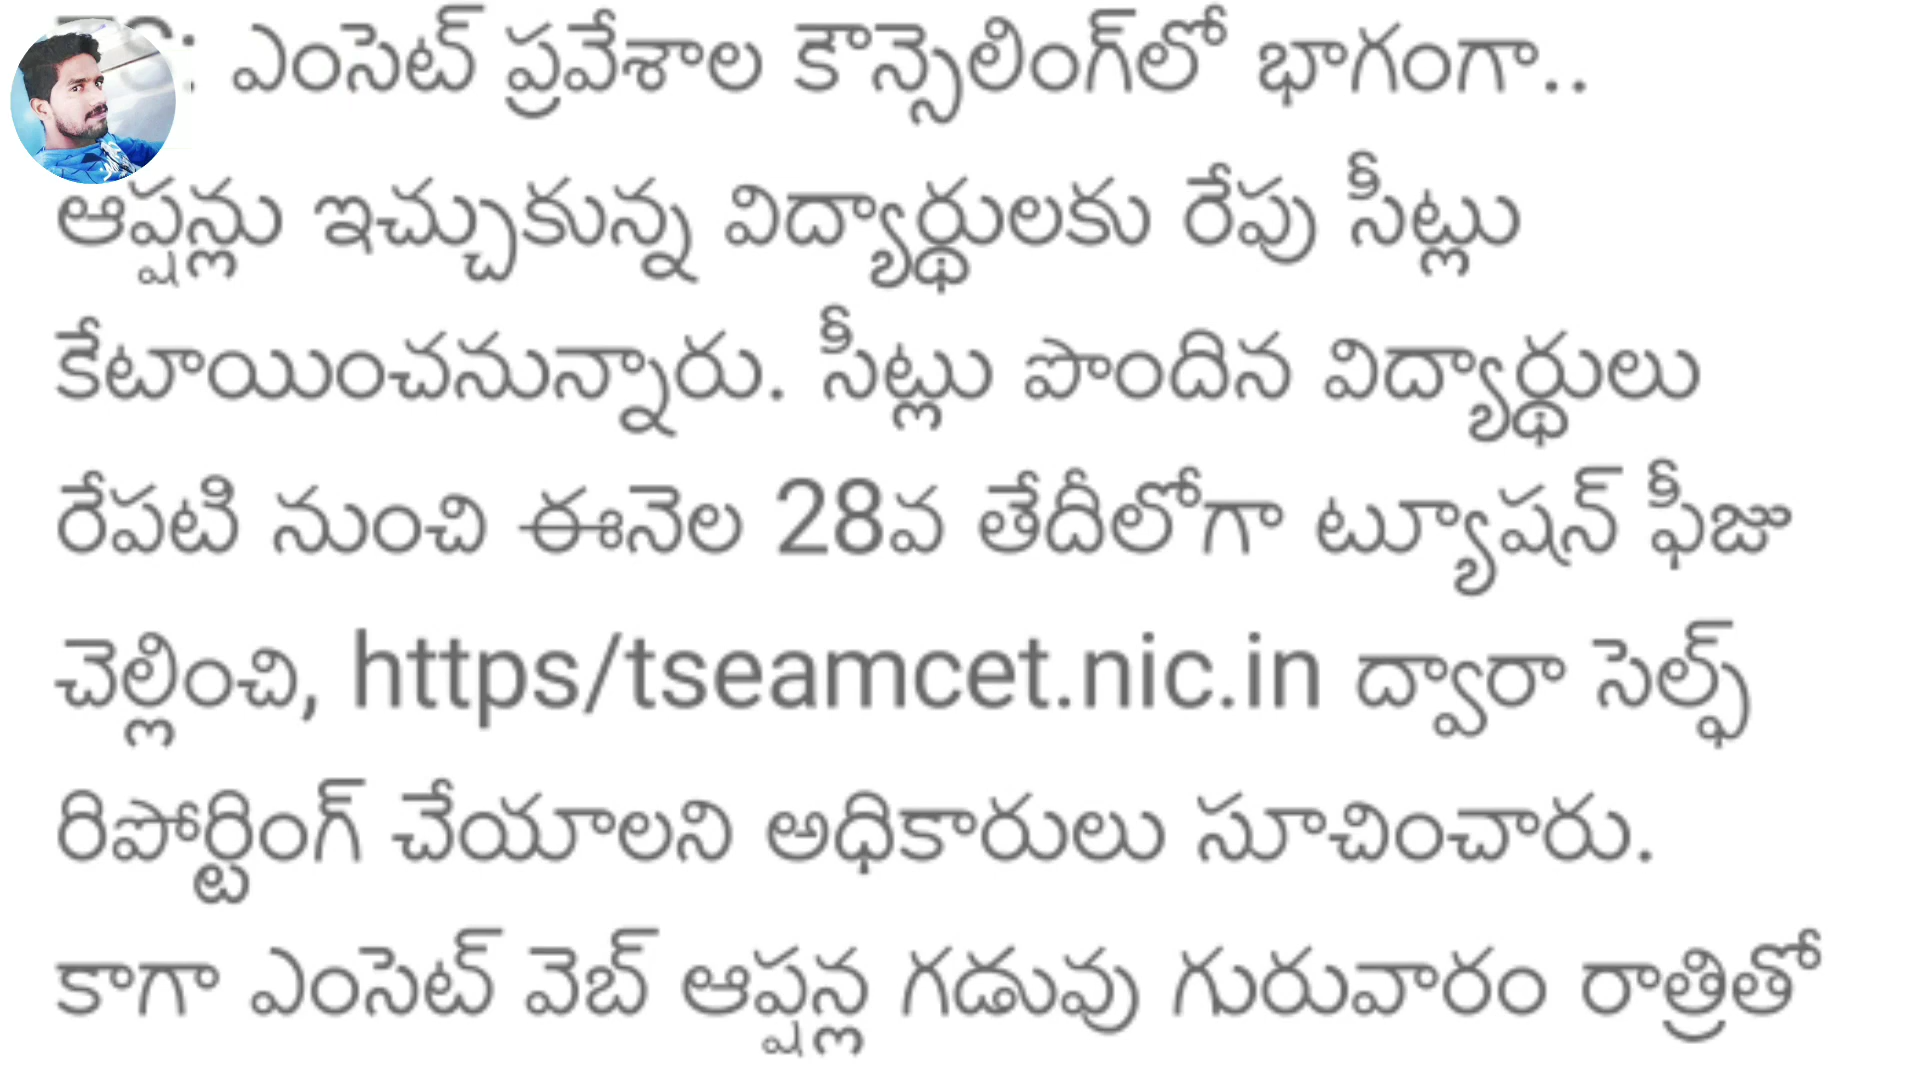 : ఎంసెట్ ప్రవేశాల కౌన్సెలింగ్‌లో భాగంగా..
ఆప్షన్లు ఇచ్చుకున్న విద్యార్థులకు రేపు సీట్లు
కేటాయించనున్నారు. సీట్లు పొందిన విద్యార్థులు
రేపటి నుంచి ఈనెల 28వ తేదీలోగా ట్యూషన్ ఫీజు
చెల్లించి, https/tseamcet.nic.in ద్వారా సెల్ఫ్
రిపోర్టింగ్ చేయాలని అధికారులు సూచించారు.
కాగా ఎంసెట్ వెబ్ ఆప్షన్ల గడువు గురువారం రాత్రితో